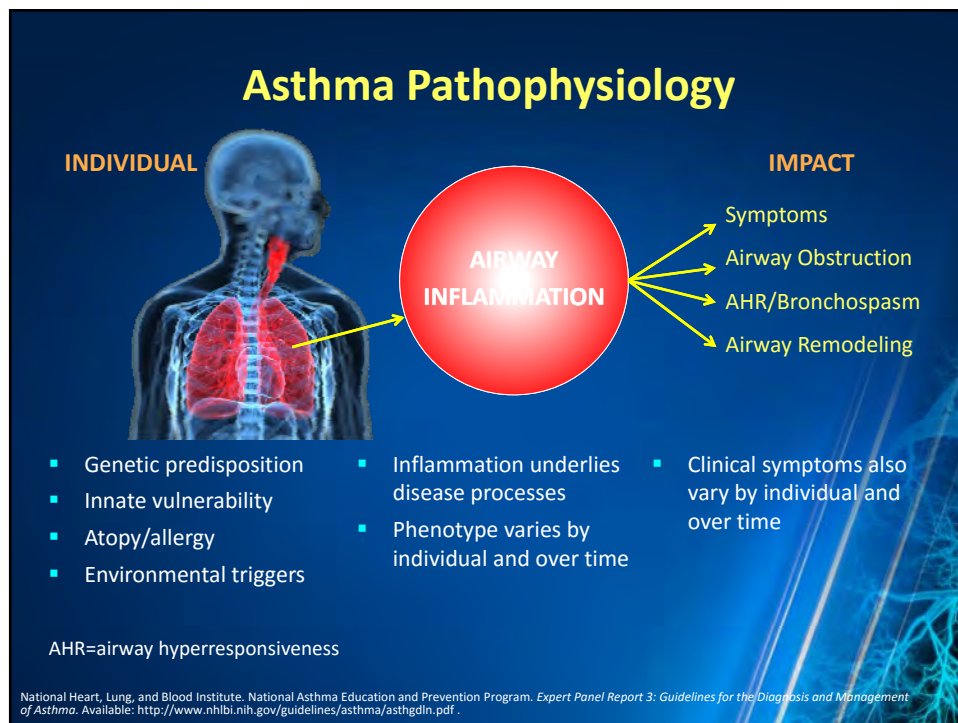 Asthma Pathophysiology
INDIVIDUAL
AIRWAY
INFLAMMATION
IMPACT
Symptoms
Airway Obstruction
AHR/Bronchospasm
Airway Remodeling
▪ Genetic predisposition
▪ Innate vulnerability
▪ Atopy/allergy
▪ Environmental triggers
▪ Inflammation underlies
disease processes
▪ Phenotype varies by
individual and over time
▪ Clinical symptoms also
vary by individual and
over time
AHR=airway hyperresponsiveness
National Heart, Lung, and Blood Institute. National Asthma Education and Prevention Program. Expert Panel Report 3: Guidelines for the Diagnosis and Management
of Asthma. Available: http://www.nhlbi.nih.gov/guidelines/asthma/asthgdln.pdf .